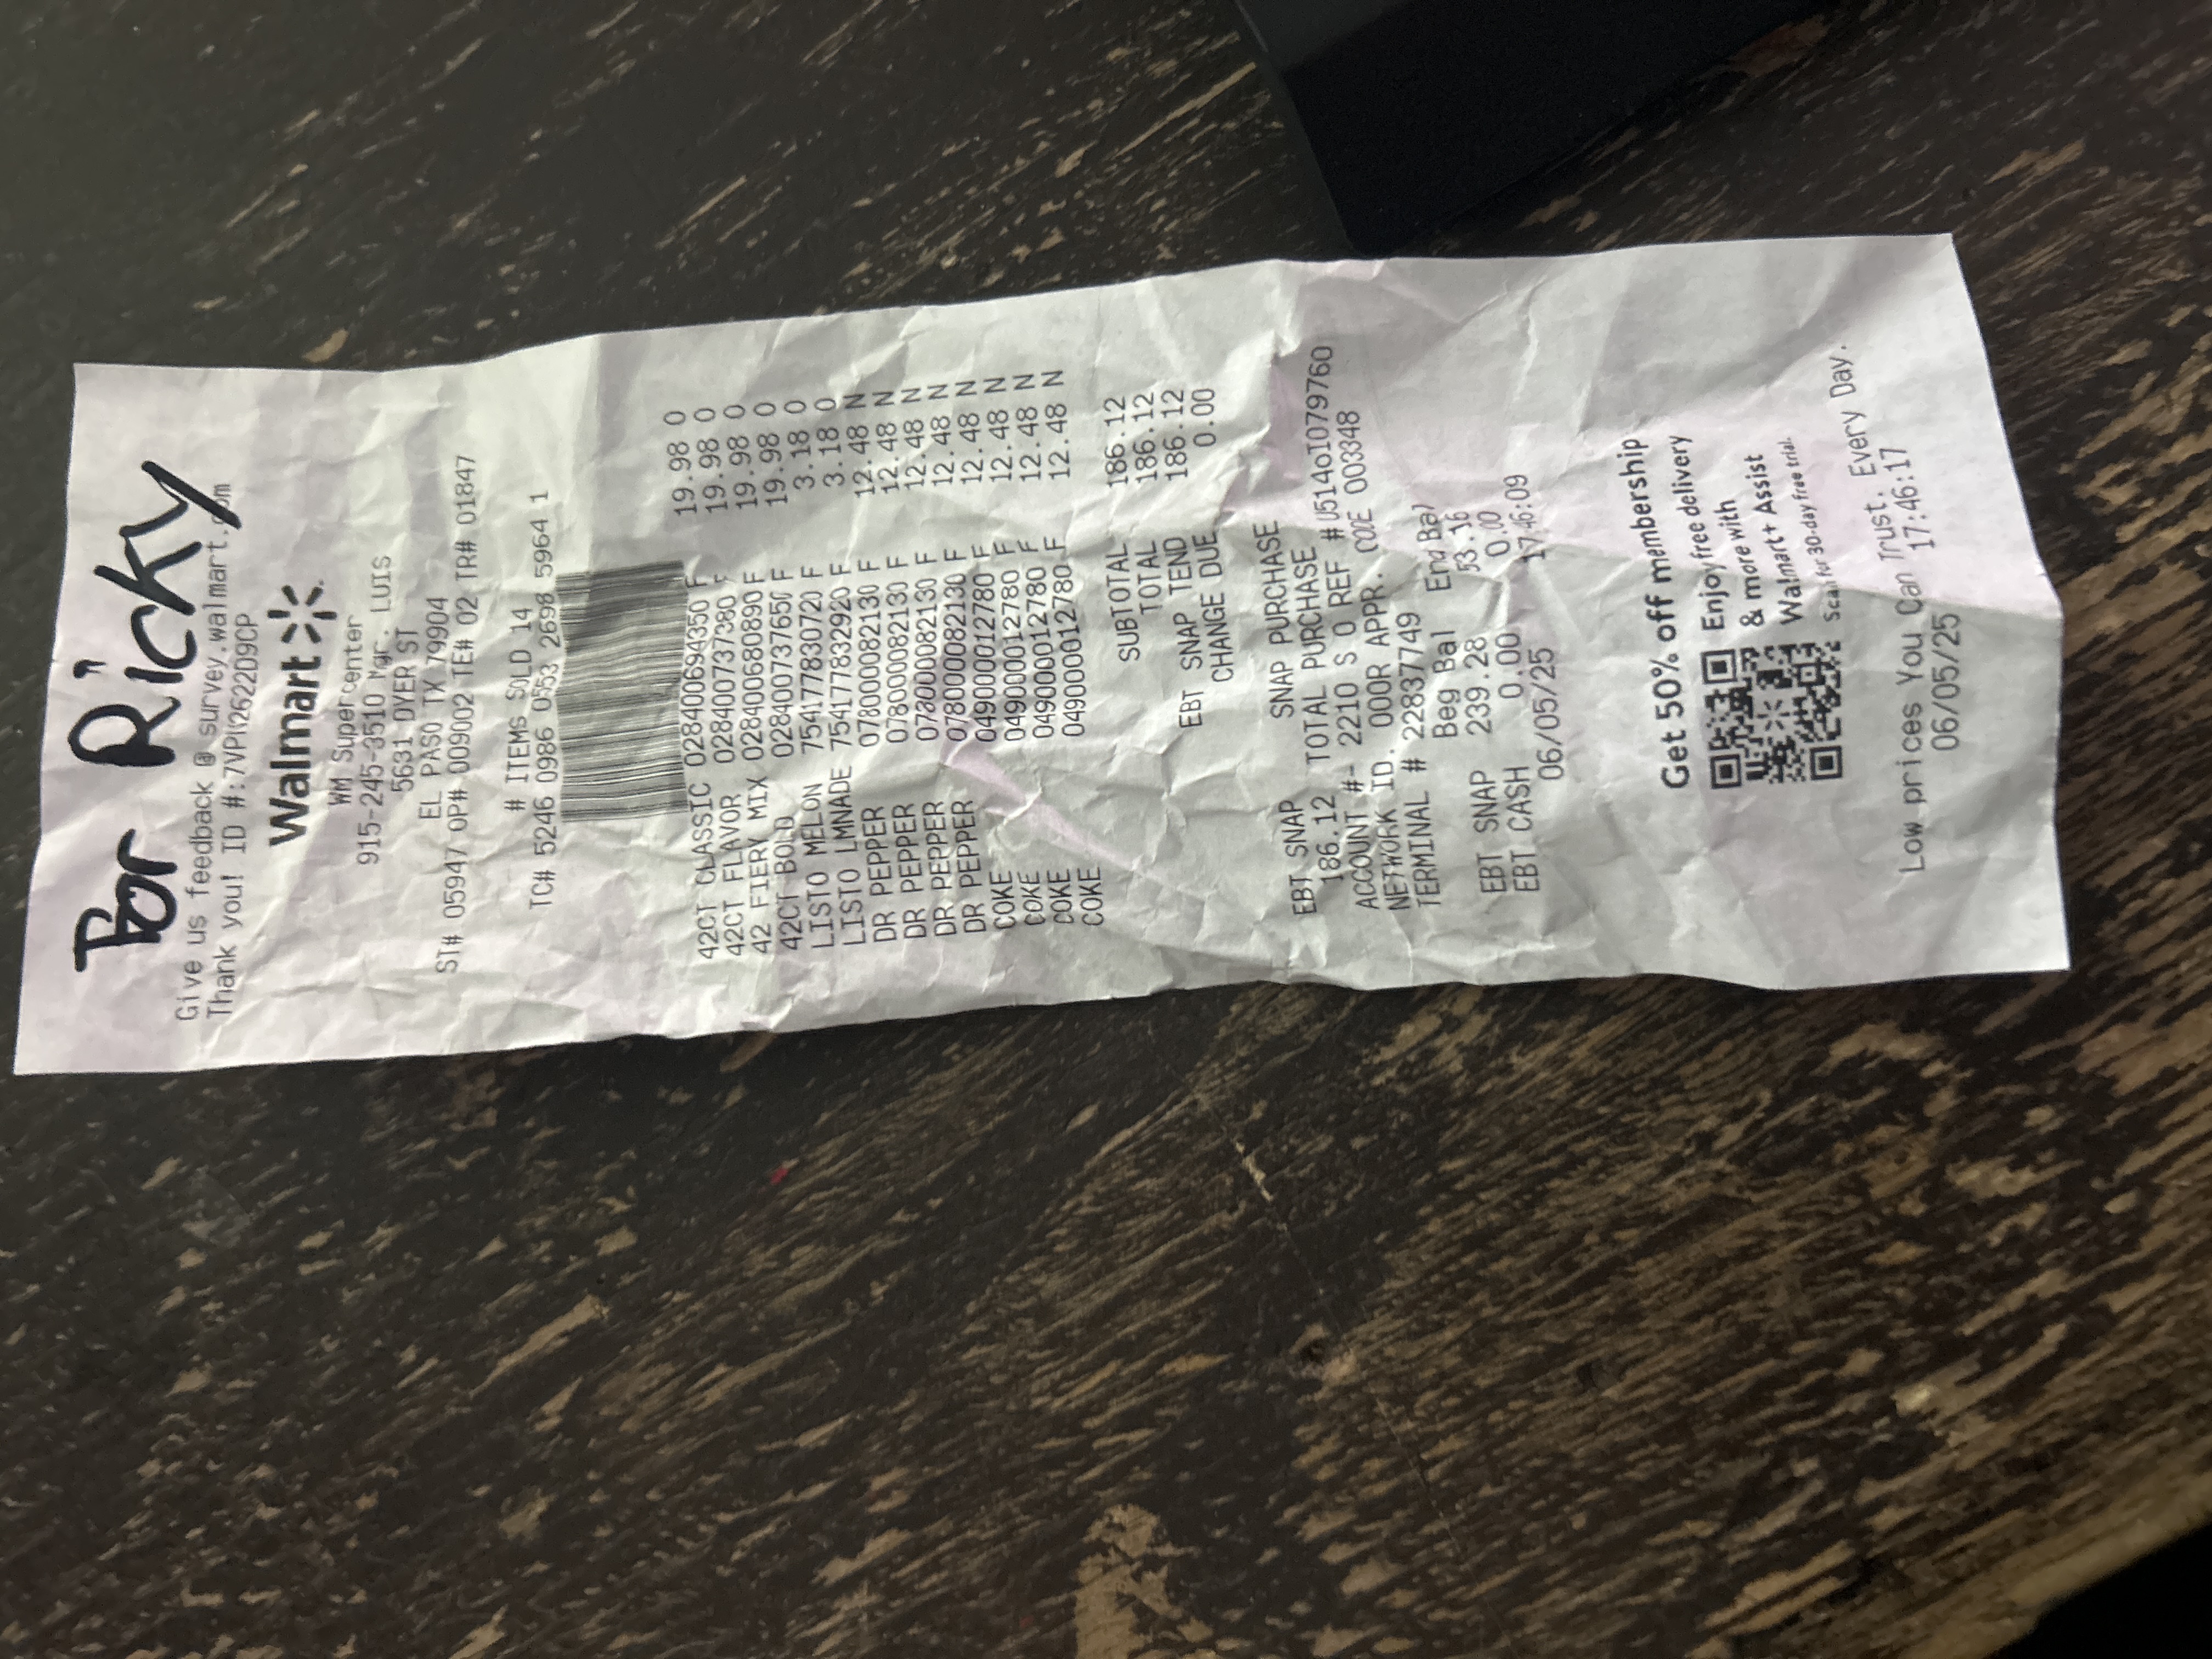 For Ricky
Give us feedback @ survey.walmart.com
Thank you! ID #:7VPl2622D9CP
Walmart
WM Supercenter
915-245-3510 Mgr. LUIS
5631 DYER ST
EL PASO TX 79904
ST# 05947 OP# 009002 TE# 02 TR# 01847
# ITEMS SOLD 14
TC# 5246 0986 0553 2698 5964 1
42CT CLASSIC 028400694350 F 19.98 O
42CT FLAVOR 028400737380 F 19.98 O
42 FIERY MIX 028400680890 F 19.98 O
42CT BOLD 028400737650 F 19.98 O
LISTO MELON 754177830720 F 3.18 O
LISTO LMNADE 754177832920 F 3.18 O
DR PEPPER 078000082130 F 12.48 N
DR PEPPER 078000082130 F 12.48 N
DR PEPPER 078000082130 F 12.48 N
DR PEPPER 078000082130 F 12.48 N
COKE 049000012780 F 12.48 N
COKE 049000012780 F 12.48 N
COKE 049000012780 F 12.48 N
COKE 049000012780 F 12.48 N
SUBTOTAL 186.12
TOTAL 186.12
EBT SNAP TEND 186.12
CHANGE DUE 0.00
EBT SNAP SNAP PURCHASE
186.12 TOTAL PURCHASE
ACCOUNT #- 2210 S 0 REF #U514oI079760
NETWORK ID. 000R APPR. CODE 003348
TERMINAL # 22837749
Beg Bal End Bal
EBT SNAP 239.28 53.16
EBT CASH 0.00 0.00
06/05/25 17:46:09
Get 50% off membership
Enjoy free delivery
& more with
Walmart+ Assist
Scan for 30-day free trial.
Low prices You Can Trust. Every Day.
06/05/25 17:46:17